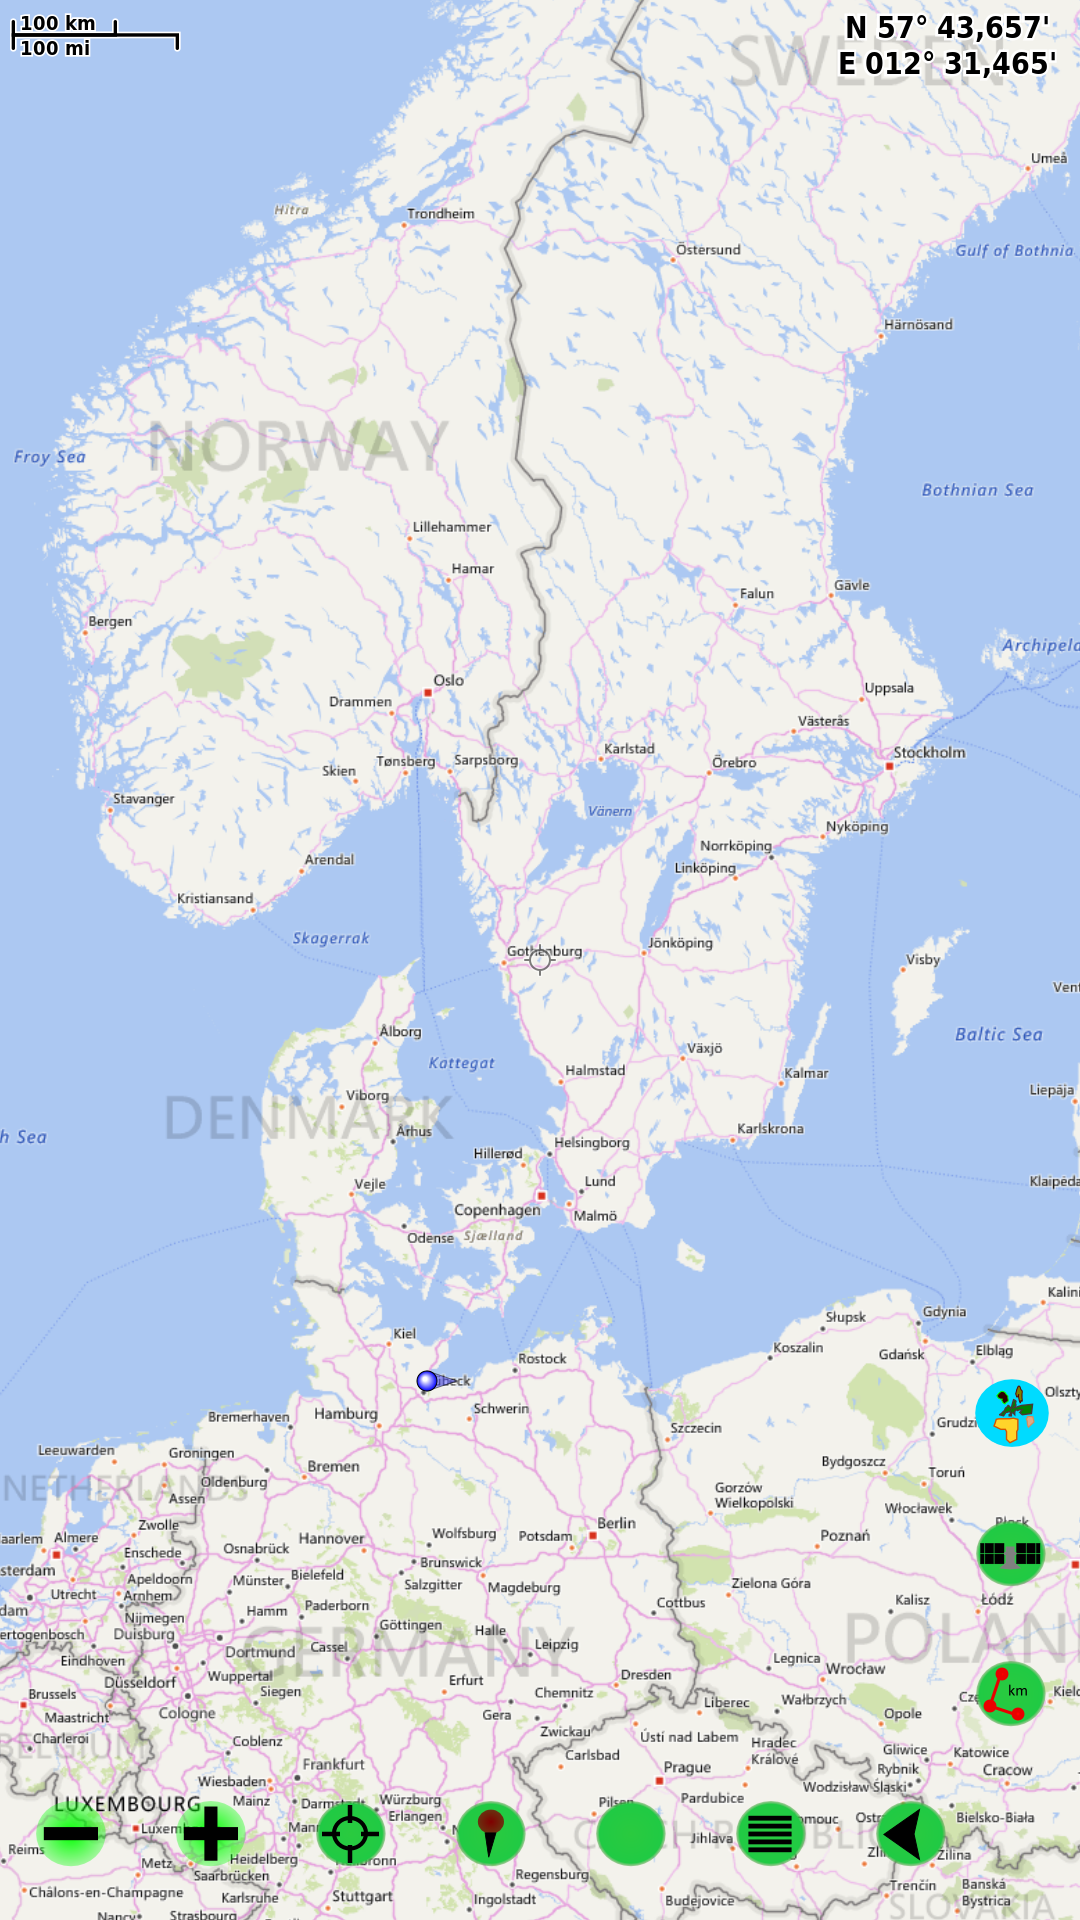 100 km
100 mi
N 57° 43,657'
E 012° 31,465'
SWEDEN
Umeå
Hitra
Trondheim
Östersund
Gulf of Bothnia
Härnösand
NORWAY
Froy Sea
Bothnian Sea
Lillehammer
Hamar
Falun
Gävle
Bergen
Oslo
Uppsala
Drammen
Västerås
Karlstad
Stockholm
Tønsberg
Sarpsborg
Örebro
Skien
Stavanger
Vänern
Nyköping
Norrköping
Arendal
Linköping
Kristiansand
Skagerrak
Gothenburg
Jönköping
Visby
Ålborg
Baltic Sea
Kattegat
Växjö
Halmstad
Kalmar
Liepāja
Viborg
DENMARK
Århus
Karlskrona
h Sea
Helsingborg
Hillerød
Lund
Vejle
Copenhagen
Malmö
Odense
Sjælland
Kiel
Słupsk
Gdynia
Koszalin
Gdańsk
Elbląg
Rostock
Hamburg
Schwerin
Bremerhaven
Szczecin
Leeuwarden
Groningen
Bremen
Bydgoszcz
Toruń
NETHERLANDS
Oldenburg
Assen
Gorzów
Wielkopolski
Włocławek
Zwolle
Almere
Hannover
Wolfsburg
Potsdam
Berlin
Poznań
Osnabrück
Enschede
Brunswick
Apeldoorn
Bielefeld
Salzgitter
Magdeburg
Zielona Góra
Utrecht
Arnhem
Münster
Paderborn
Cottbus
Kalisz
Łódź
Nijmegen
Hamm
Göttingen
Duisburg
Halle
Leipzig
POLAN
Dortmund
Cassel
GERMANY
Eindhoven
Legnica
Wrocław
Düsseldorf
Wuppertal
Erfurt
Dresden
Brussels
Siegen
Chemnitz
Liberec
Wałbrzych
km
Maastricht
Cologne
Gera
Opole
Charleroi
Zwickau
Ústí nad Labem
Hradec
Králové
Coblenz
Carlsbad
Gliwice
Katowice
Frankfurt
Rybnik
Cracow
Wiesbaden
Prague
Wodzisław Śląski
LUXEMBOURG
Mainz
Würzburg
Pardubice
Erlangen
Bielsko-Biała
Reims
Jihlava
Metz
Heidelberg
Saarbrücken
Žilina
Regensburg
Châlons-en-Champagne
Karlsruhe
Stuttgart
Ingolstadt
Budejovice
Trenčín
Banská
Bystrica
SLOVAKIA
Nancy
Strasbourg